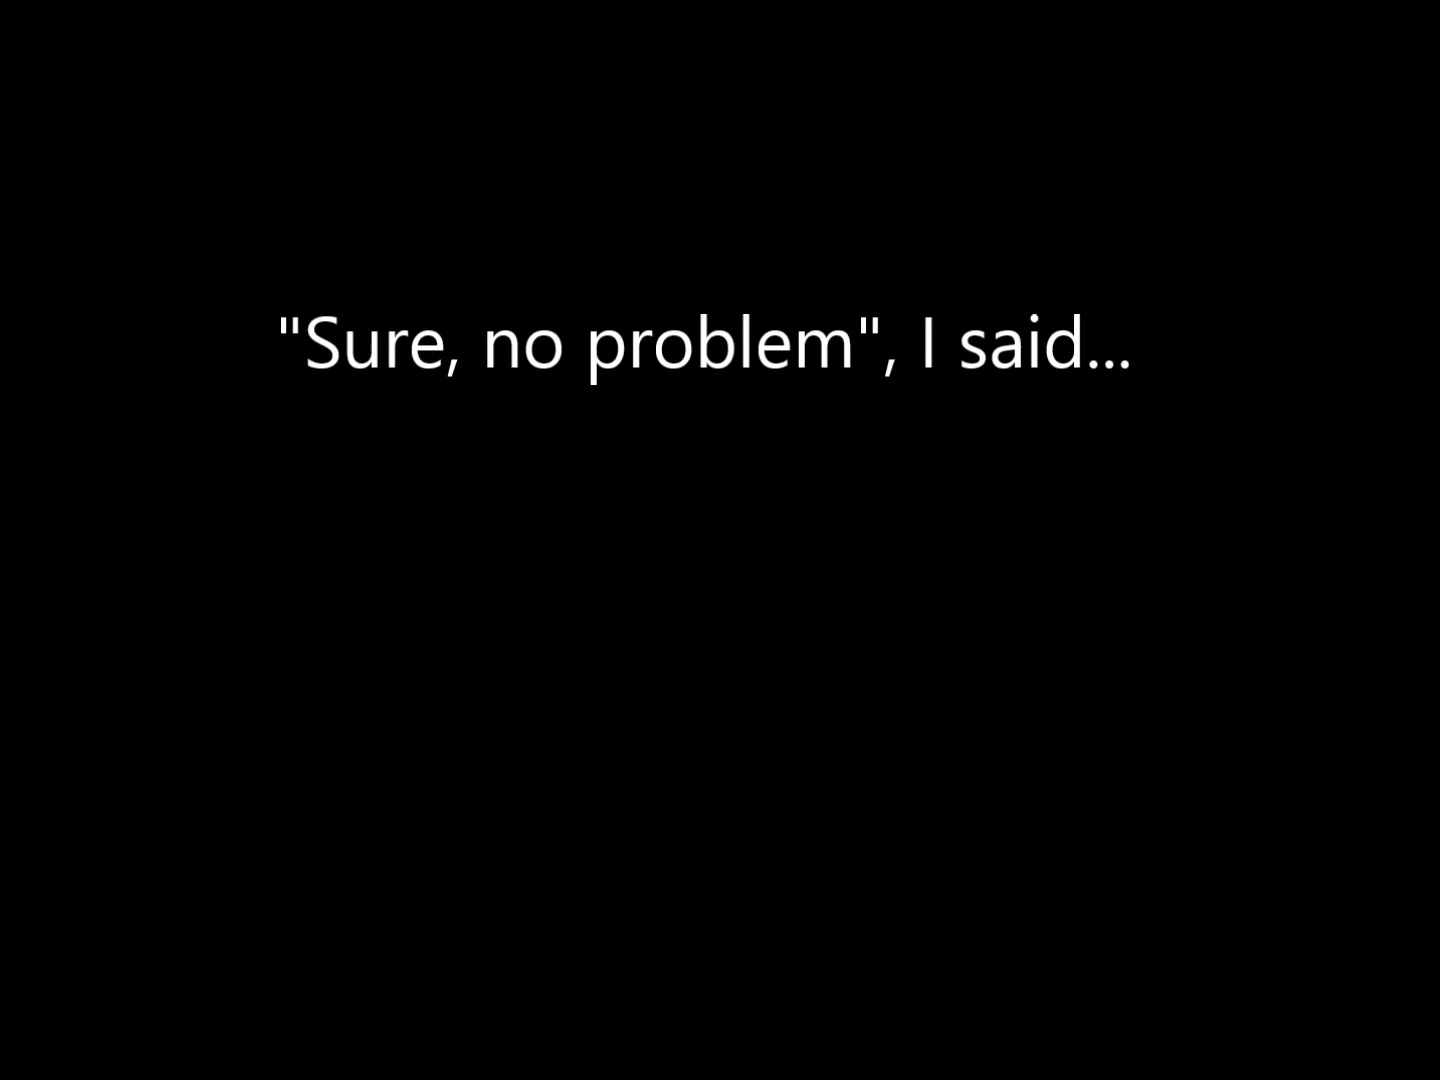 "Sure, no problem", I said...